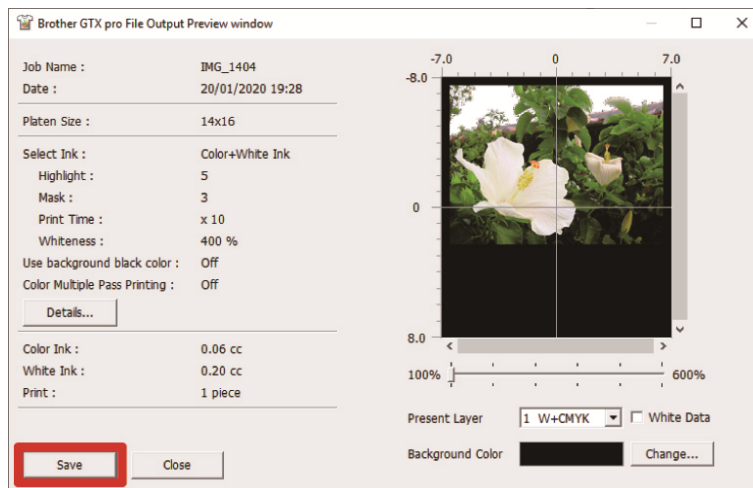 Brother GTX pro File Output Preview window
Job Name : IMG_1404
Date : 20/01/2020 19:28
Platen Size : 14x16
Select Ink : Color+White Ink
Highlight : 5
Mask : 3
Print Time : x 10
Whiteness : 400 %
Use background black color : Off
Color Multiple Pass Printing : Off
Details...
Color Ink : 0.06 cc
White Ink : 0.20 cc
Print : 1 piece
Save Close
-7.0 0 7.0
-8.0
0
8.0
100% 600%
Present Layer 1 W+CMYK White Data
Background Color Change...